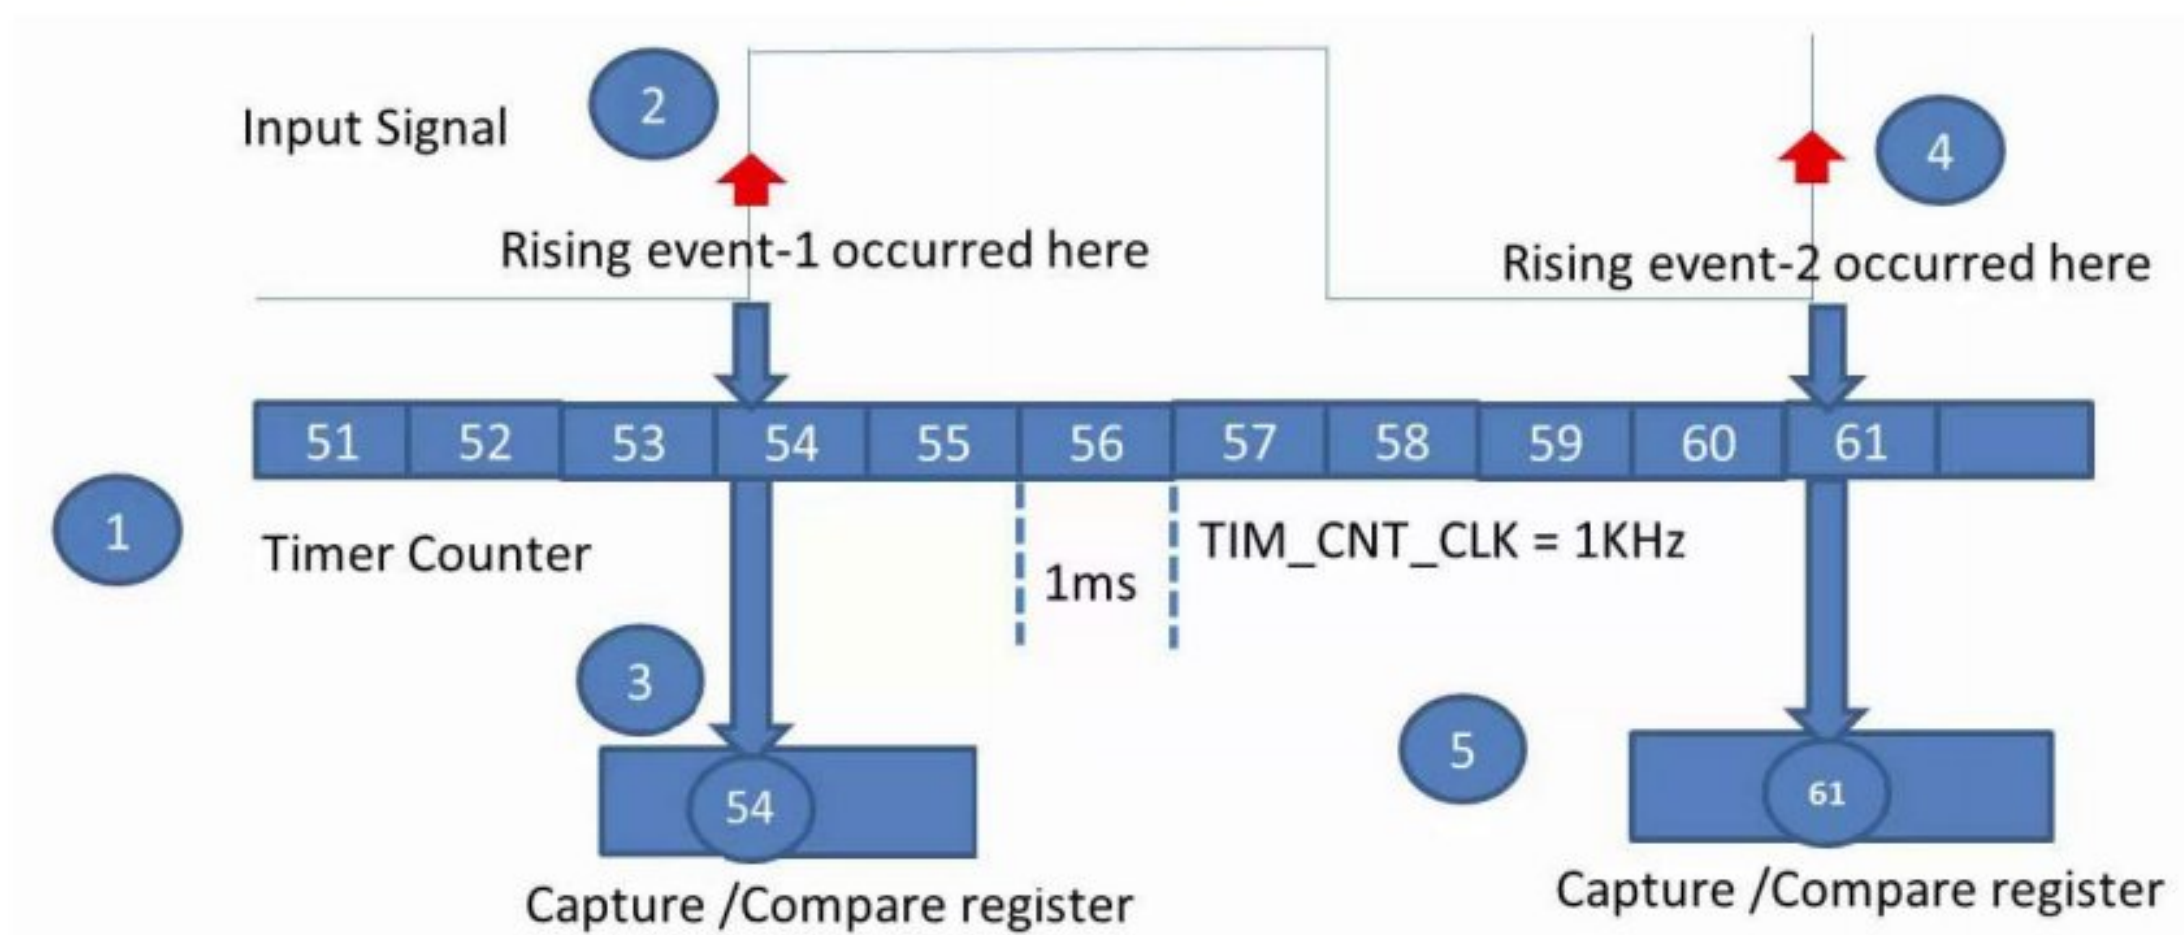 2
Input Signal
4
Rising event-1 occurred here
Rising event-2 occurred here
51 52 53 54 55 56 57 58 59 60 61
1
Timer Counter
TIM_CNT_CLK = 1KHz
1ms
3
5
54
61
Capture /Compare register
Capture /Compare register